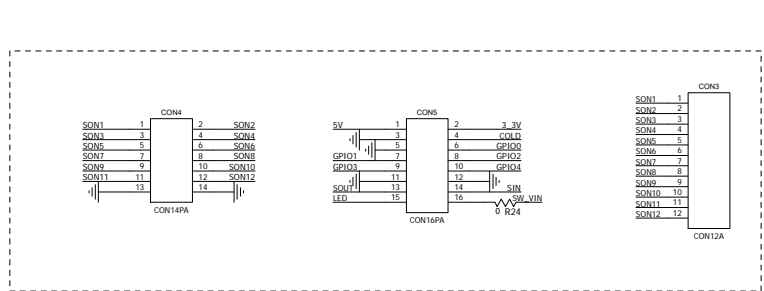 CON4
SON1 1 2 SON2
SON3 3 4 SON4
SON5 5 6 SON6
SON7 7 8 SON8
SON9 9 10 SON10
SON11 11 12 SON12
13 14
CON14PA
CON5
5V 1 2 3_3V
3 4 COLD
5 6 GPIO0
GPIO1 7 8 GPIO2
GPIO3 9 10 GPIO4
11 12
SOUT 13 14 SIN
LED 15 16 SW_VIN
0 R24
CON16PA
CON3
SON1 1
SON2 2
SON3 3
SON4 4
SON5 5
SON6 6
SON7 7
SON8 8
SON9 9
SON10 10
SON11 11
SON12 12
CON12A